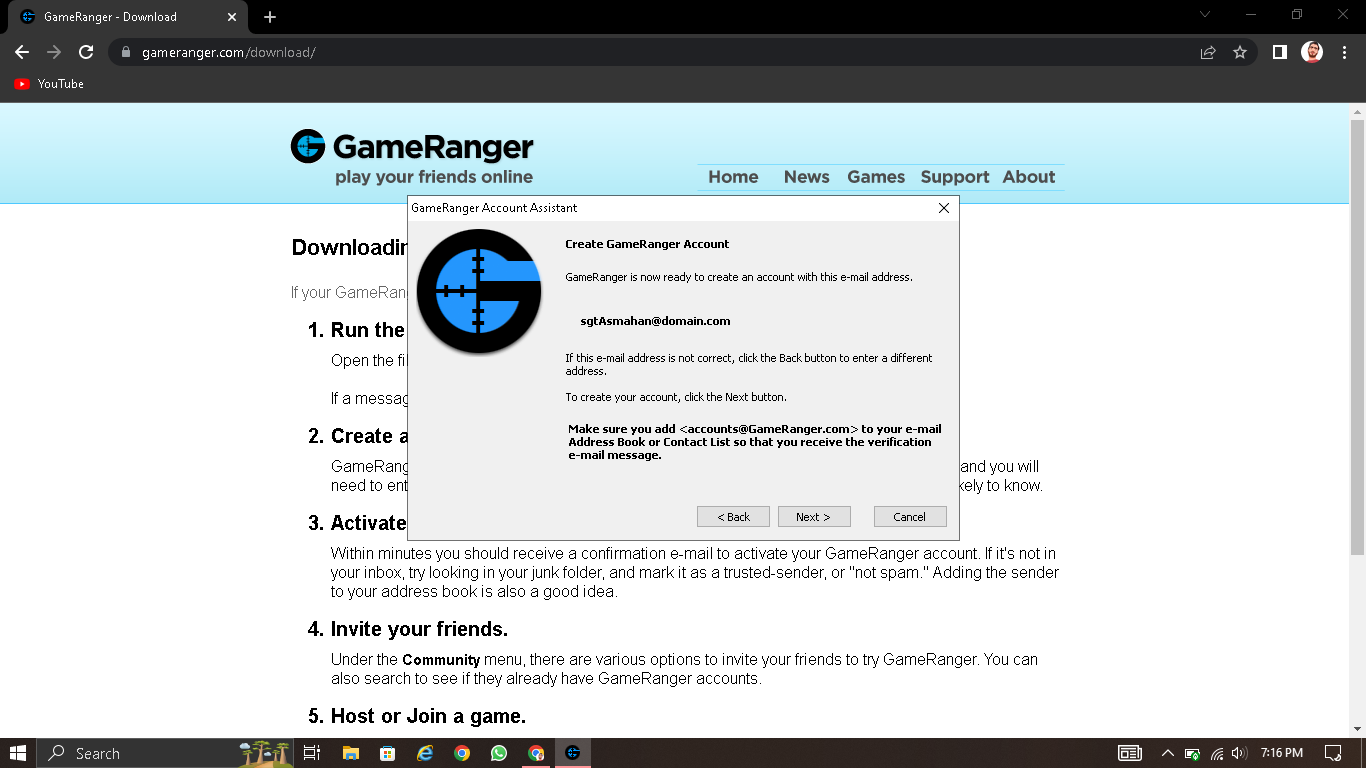 GameRanger - Download
gameranger.com/download/
YouTube
GameRanger
play your friends online
Home News Games Support About
GameRanger Account Assistant
Create GameRanger Account
GameRanger is now ready to create an account with this e-mail address.
sgtAsmahan@domain.com
If this e-mail address is not correct, click the Back button to enter a different
address.
To create your account, click the Next button.
Make sure you add <accounts@GameRanger.com> to your e-mail
Address Book or Contact List so that you receive the verification
e-mail message.
< Back Next > Cancel
If your
1. Run the
Open the
If a
2. Create
and you will
need to to know.
3. Activate
Within minutes you should receive a confirmation e-mail to activate your GameRanger account. If it's not in
your inbox, try looking in your junk folder, and mark it as a trusted-sender, or "not spam." Adding the sender
to your address book is also a good idea.
4. Invite your friends.
Under the Community menu, there are various options to invite your friends to try GameRanger. You can
also search to see if they already have GameRanger accounts.
5. Host or Join a game.
Search
7:16 PM